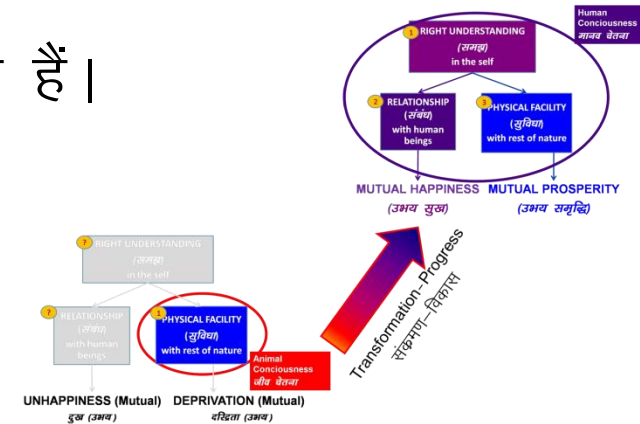 हैं|
Human
Conciousness
मानव चेतना
1
RIGHT UNDERSTANDING
(समझ)
in the self
2
RELATIONSHIP
(संबंध)
with human
beings
3
PHYSICAL FACILITY
(सुविधा)
with rest of nature
MUTUAL HAPPINESS
(उभय सुख)
MUTUAL PROSPERITY
(उभय समृद्धि)
Transformation–Progress
संक्रमण–विकास
?
RIGHT UNDERSTANDING
(समझ)
in the self
?
RELATIONSHIP
(संबंध)
with human
beings
1
PHYSICAL FACILITY
(सुविधा)
with rest of nature
Animal
Conciousness
जीव चेतना
UNHAPPINESS (Mutual)
दुख (उभय)
DEPRIVATION (Mutual)
दरिद्रता (उभय)